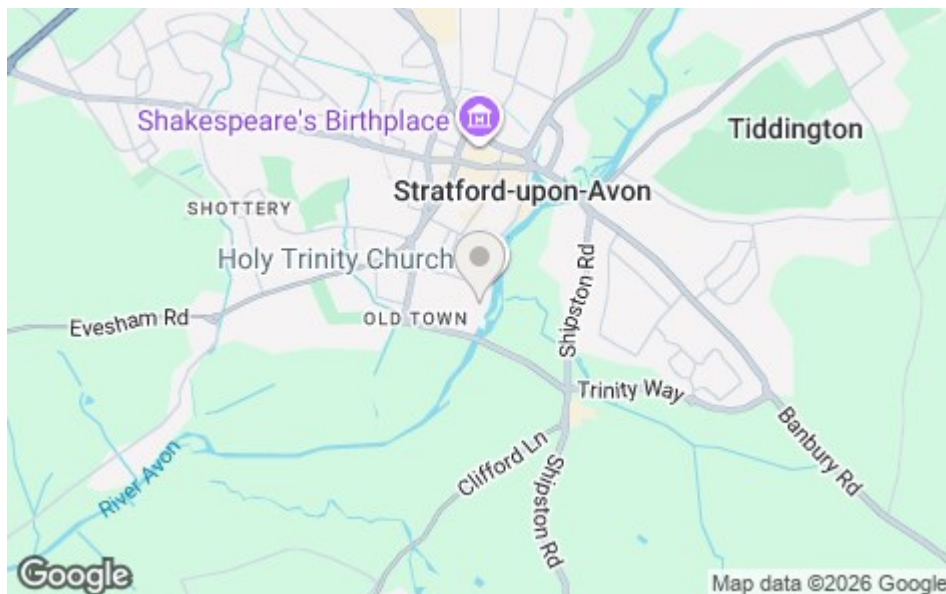 Shakespeare's Birthplace
Tiddington
Stratford-upon-Avon
SHOTTERY
Holy Trinity Church
Shipston Rd
Evesham Rd
OLD TOWN
Trinity Way
Banbury Rd
Clifford Ln
Shipston Rd
River Avon
Google
Map data ©2026 Google